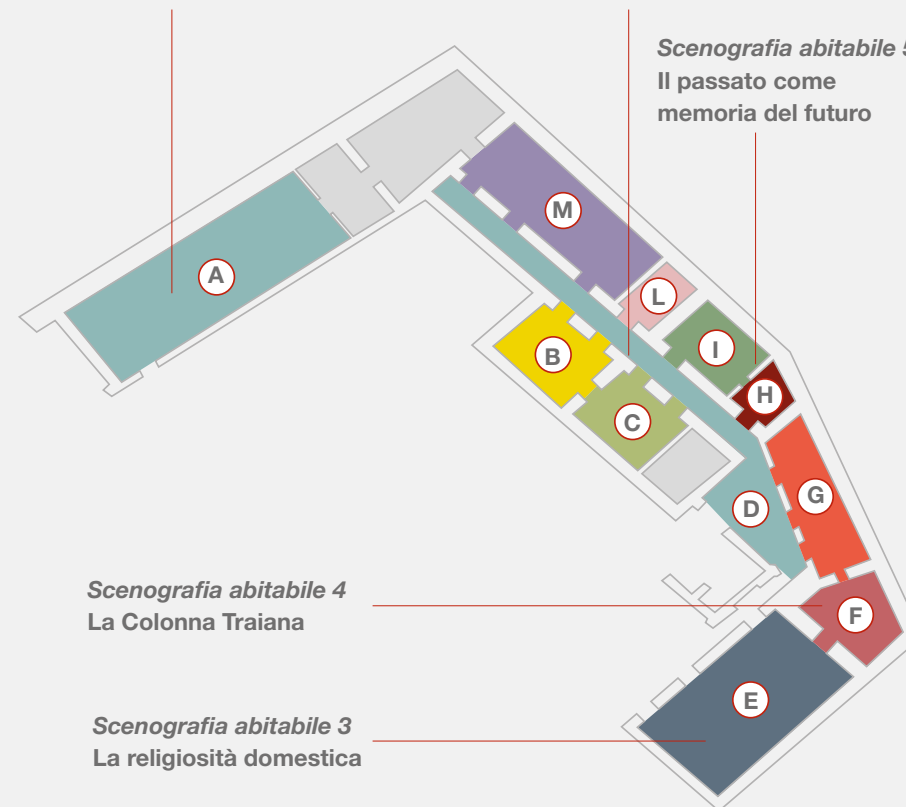 Scenografia abitabile 5
Il passato come
memoria del futuro
M
A
L
I
B
H
C
G
D
Scenografia abitabile 4
La Colonna Traiana
F
E
Scenografia abitabile 3
La religiosità domestica